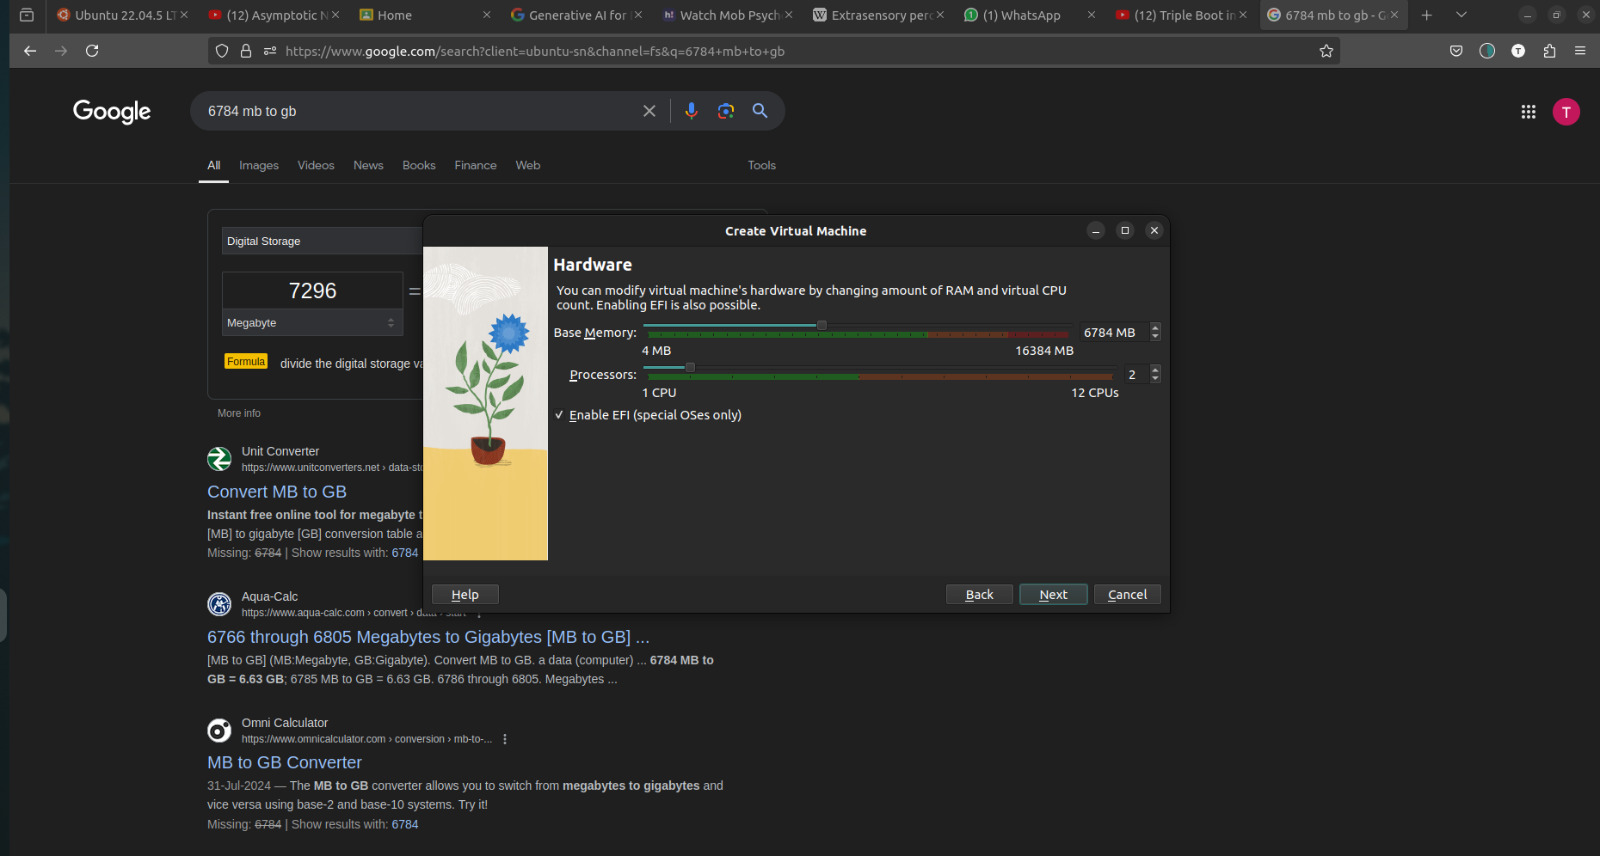 Ubuntu 22.04.5 LT
(12) Asymptotic N
Home
Generative AI for
Watch Mob Psych
Extrasensory perc
(1) WhatsApp
(12) Triple Boot in
6784 mb to gb - G
https://www.google.com/search?client=ubuntu-sn&channel=fs&q=6784+mb+to+gb
Google
6784 mb to gb
T
All Images Videos News Books Finance Web Tools
Digital Storage
7296 =
Megabyte
Formula divide the digital storage va
More info
Create Virtual Machine
Hardware
You can modify virtual machine's hardware by changing amount of RAM and virtual CPU
count. Enabling EFI is also possible.
Base Memory: 6784 MB
4 MB 16384 MB
Processors: 2
1 CPU 12 CPUs
Enable EFI (special OSes only)
Help Back Next Cancel
Unit Converter
https://www.unitconverters.net › data-sto
Convert MB to GB
Instant free online tool for megabyte t
[MB] to gigabyte [GB] conversion table a
Missing: 6784 | Show results with: 6784
Aqua-Calc
https://www.aqua-calc.com › convert › data › start
6766 through 6805 Megabytes to Gigabytes [MB to GB] ...
[MB to GB] (MB:Megabyte, GB:Gigabyte). Convert MB to GB. a data (computer) ... 6784 MB to
GB = 6.63 GB; 6785 MB to GB = 6.63 GB. 6786 through 6805. Megabytes ...
Omni Calculator
https://www.omnicalculator.com › conversion › mb-to-...
MB to GB Converter
31-Jul-2024 — The MB to GB converter allows you to switch from megabytes to gigabytes and
vice versa using base-2 and base-10 systems. Try it!
Missing: 6784 | Show results with: 6784